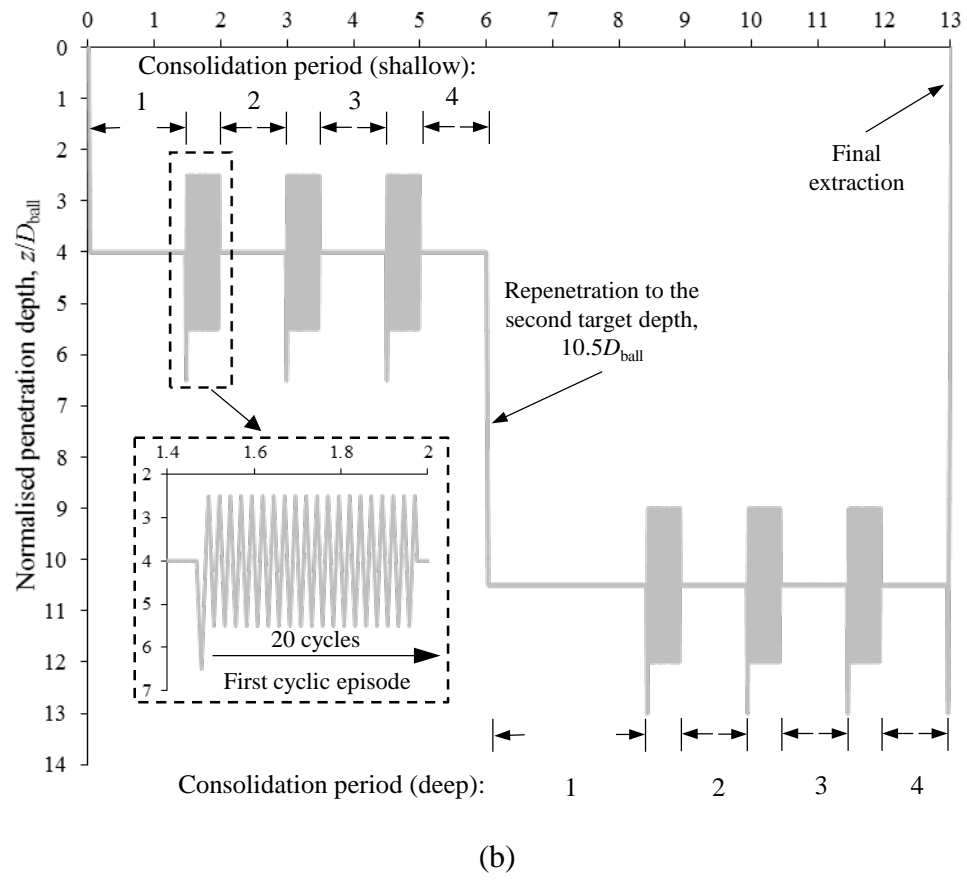 0 1 2 3 4 5 6 7 8 9 10 11 12 13
0
1
2
3
4
5
6
7
8
9
10
11
12
13
14
Normalised penetration depth, z/Dball
Consolidation period (shallow):
1 2 3 4
Final
extraction
Repenetration to the
second target depth,
10.5Dball
1.4 1.6 1.8 2
2
3
4
5
6
7
20 cycles
First cyclic episode
Consolidation period (deep):
1 2 3 4
(b)